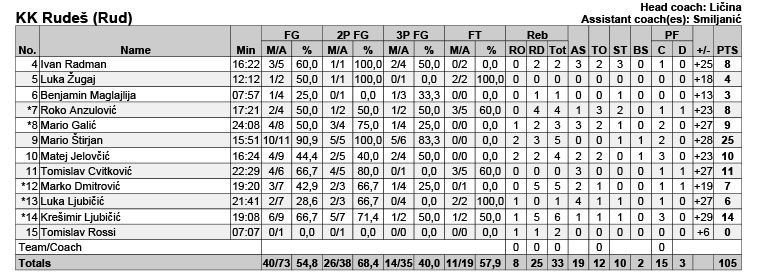 KK Rudeš (Rud)
Head coach: Ličina
Assistant coach(es): Smiljanić
FG 2P FG 3P FG FT Reb PF
No. Name Min M/A % M/A % M/A % M/A % RO RD Tot AS TO ST BS C D +/- PTS
4 Ivan Radman 16:22 3/5 60,0 1/1 100,0 2/4 50,0 0/2 0,0 0 2 2 3 2 3 0 1 0 +25 8
5 Luka Žugaj 12:12 1/2 50,0 1/1 100,0 0/1 0,0 2/2 100,0 0 0 0 0 0 0 0 0 0 +18 4
6 Benjamin Maglajlija 07:57 1/4 25,0 0/1 0,0 1/3 33,3 0/0 0,0 0 1 1 0 1 0 0 1 0 +13 3
*7 Roko Anzulović 17:21 2/4 50,0 1/2 50,0 1/2 50,0 3/5 60,0 0 4 4 1 3 2 0 1 1 +23 8
*8 Mario Galić 24:08 4/8 50,0 3/4 75,0 1/4 25,0 0/0 0,0 1 2 3 3 2 1 0 4 0 +27 9
9 Mario Štirjan 15:51 10/11 90,9 5/5 100,0 5/6 83,3 0/0 0,0 2 3 5 0 0 1 1 2 0 +28 25
10 Matej Jelovčić 16:24 4/9 44,4 2/5 40,0 2/4 50,0 0/0 0,0 1 2 3 4 0 1 0 0 0 +23 10
11 Tomislav Cvitković 22:29 4/6 66,7 4/5 80,0 0/1 0,0 3/5 60,0 1 0 1 1 0 0 0 1 1 +27 11
*12 Marko Dmitrović 19:20 3/7 42,9 2/3 66,7 1/4 25,0 0/1 0,0 0 5 5 2 1 1 0 1 1 +19 7
*13 Luka Ljubičić 21:41 2/7 28,6 2/3 66,7 0/4 0,0 2/2 100,0 1 0 1 4 1 1 0 1 0 +27 6
*14 Krešimir Ljubičić 19:08 6/9 66,7 5/7 71,4 1/2 50,0 1/2 50,0 1 5 6 1 1 0 1 3 0 +29 14
15 Tomislav Rossi 07:07 0/1 0,0 0/1 0,0 0/0 0,0 0/0 0,0 1 1 2 0 1 0 0 0 0 +6 0
Team/Coach 0 0 0 0 0
Totals 40/73 54,8 26/38 68,4 14/35 40,0 11/19 57,9 8 25 33 19 12 10 2 15 3 105